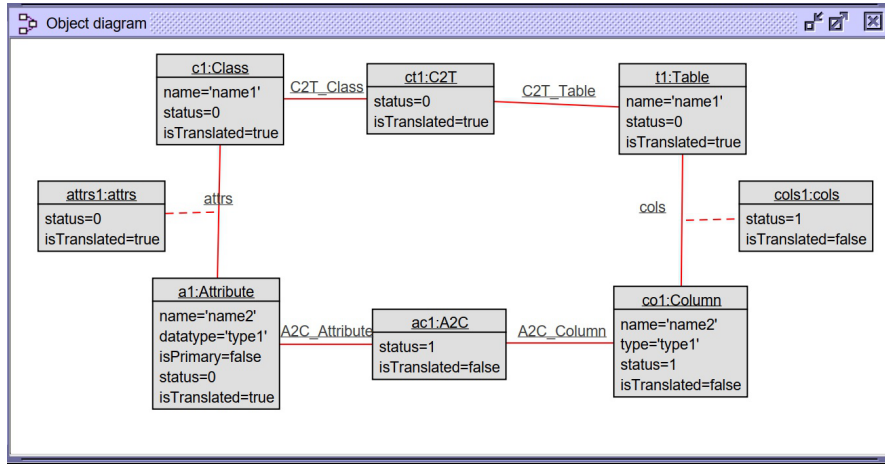 Object diagram
c1:Class
name='name1'
status=0
isTranslated=true
C2T_Class
ct1:C2T
status=0
isTranslated=true
C2T_Table
t1:Table
name='name1'
status=0
isTranslated=true
attrs1:attrs
status=0
isTranslated=true
attrs
cols
cols1:cols
status=1
isTranslated=false
a1:Attribute
name='name2'
datatype='type1'
isPrimary=false
status=0
isTranslated=true
A2C_Attribute
ac1:A2C
status=1
isTranslated=false
A2C_Column
co1:Column
name='name2'
type='type1'
status=1
isTranslated=false